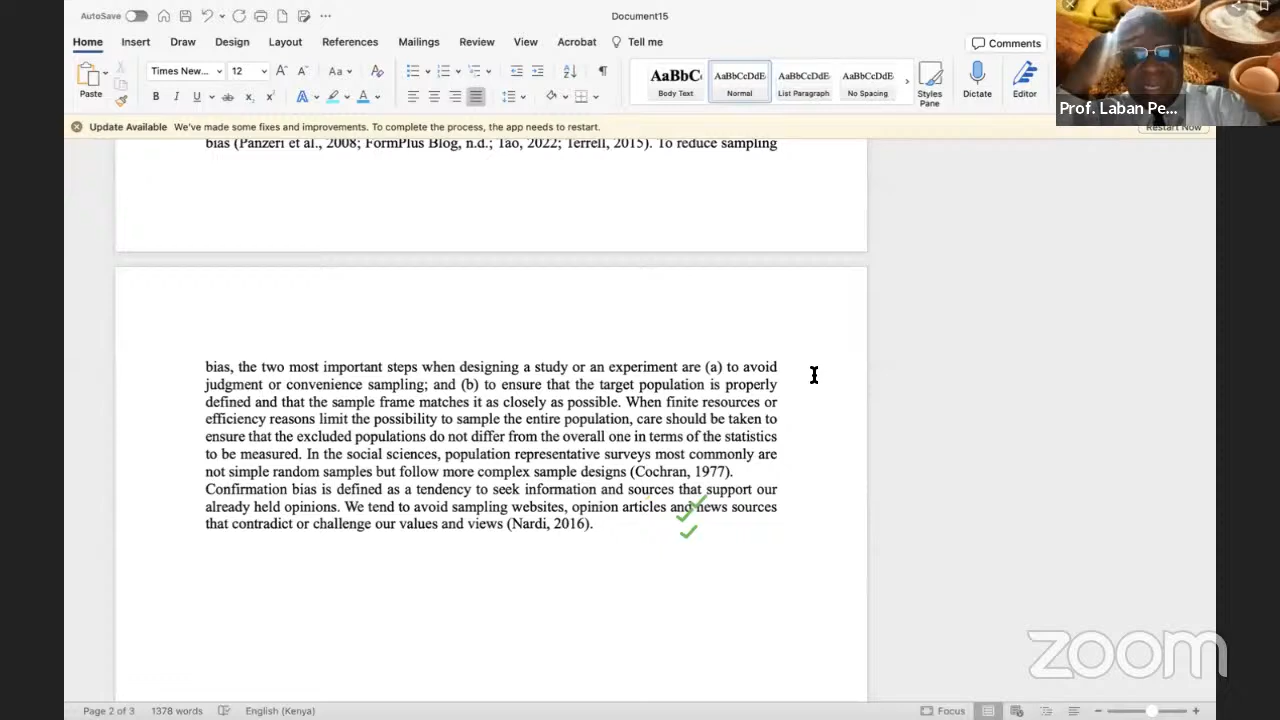 AutoSave
Document15
Home Insert Draw Design Layout References Mailings Review View Acrobat Tell me
Comments
Paste
Times New... 12
Aa
B I U ab x x A A
AaBbC AaBbCcDdE AaBbCcDdE AaBbCcDdE
Body Text Normal List Paragraph No Spacing
Styles Pane
Dictate
Editor
Prof. Laban Pe...
Update Available We've made some fixes and improvements. To complete the process, the app needs to restart.
Restart Now
bias (Panzeri et al., 2008; FormPlus Blog, n.d.; Tao, 2022; Terrell, 2015). To reduce sampling
bias, the two most important steps when designing a study or an experiment are (a) to avoid
judgment or convenience sampling; and (b) to ensure that the target population is properly
defined and that the sample frame matches it as closely as possible. When finite resources or
efficiency reasons limit the possibility to sample the entire population, care should be taken to
ensure that the excluded populations do not differ from the overall one in terms of the statistics
to be measured. In the social sciences, population representative surveys most commonly are
not simple random samples but follow more complex sample designs (Cochran, 1977).
Confirmation bias is defined as a tendency to seek information and sources that support our
already held opinions. We tend to avoid sampling websites, opinion articles and news sources
that contradict or challenge our values and views (Nardi, 2016).
zoom
Page 2 of 3 1378 words English (Kenya) Focus